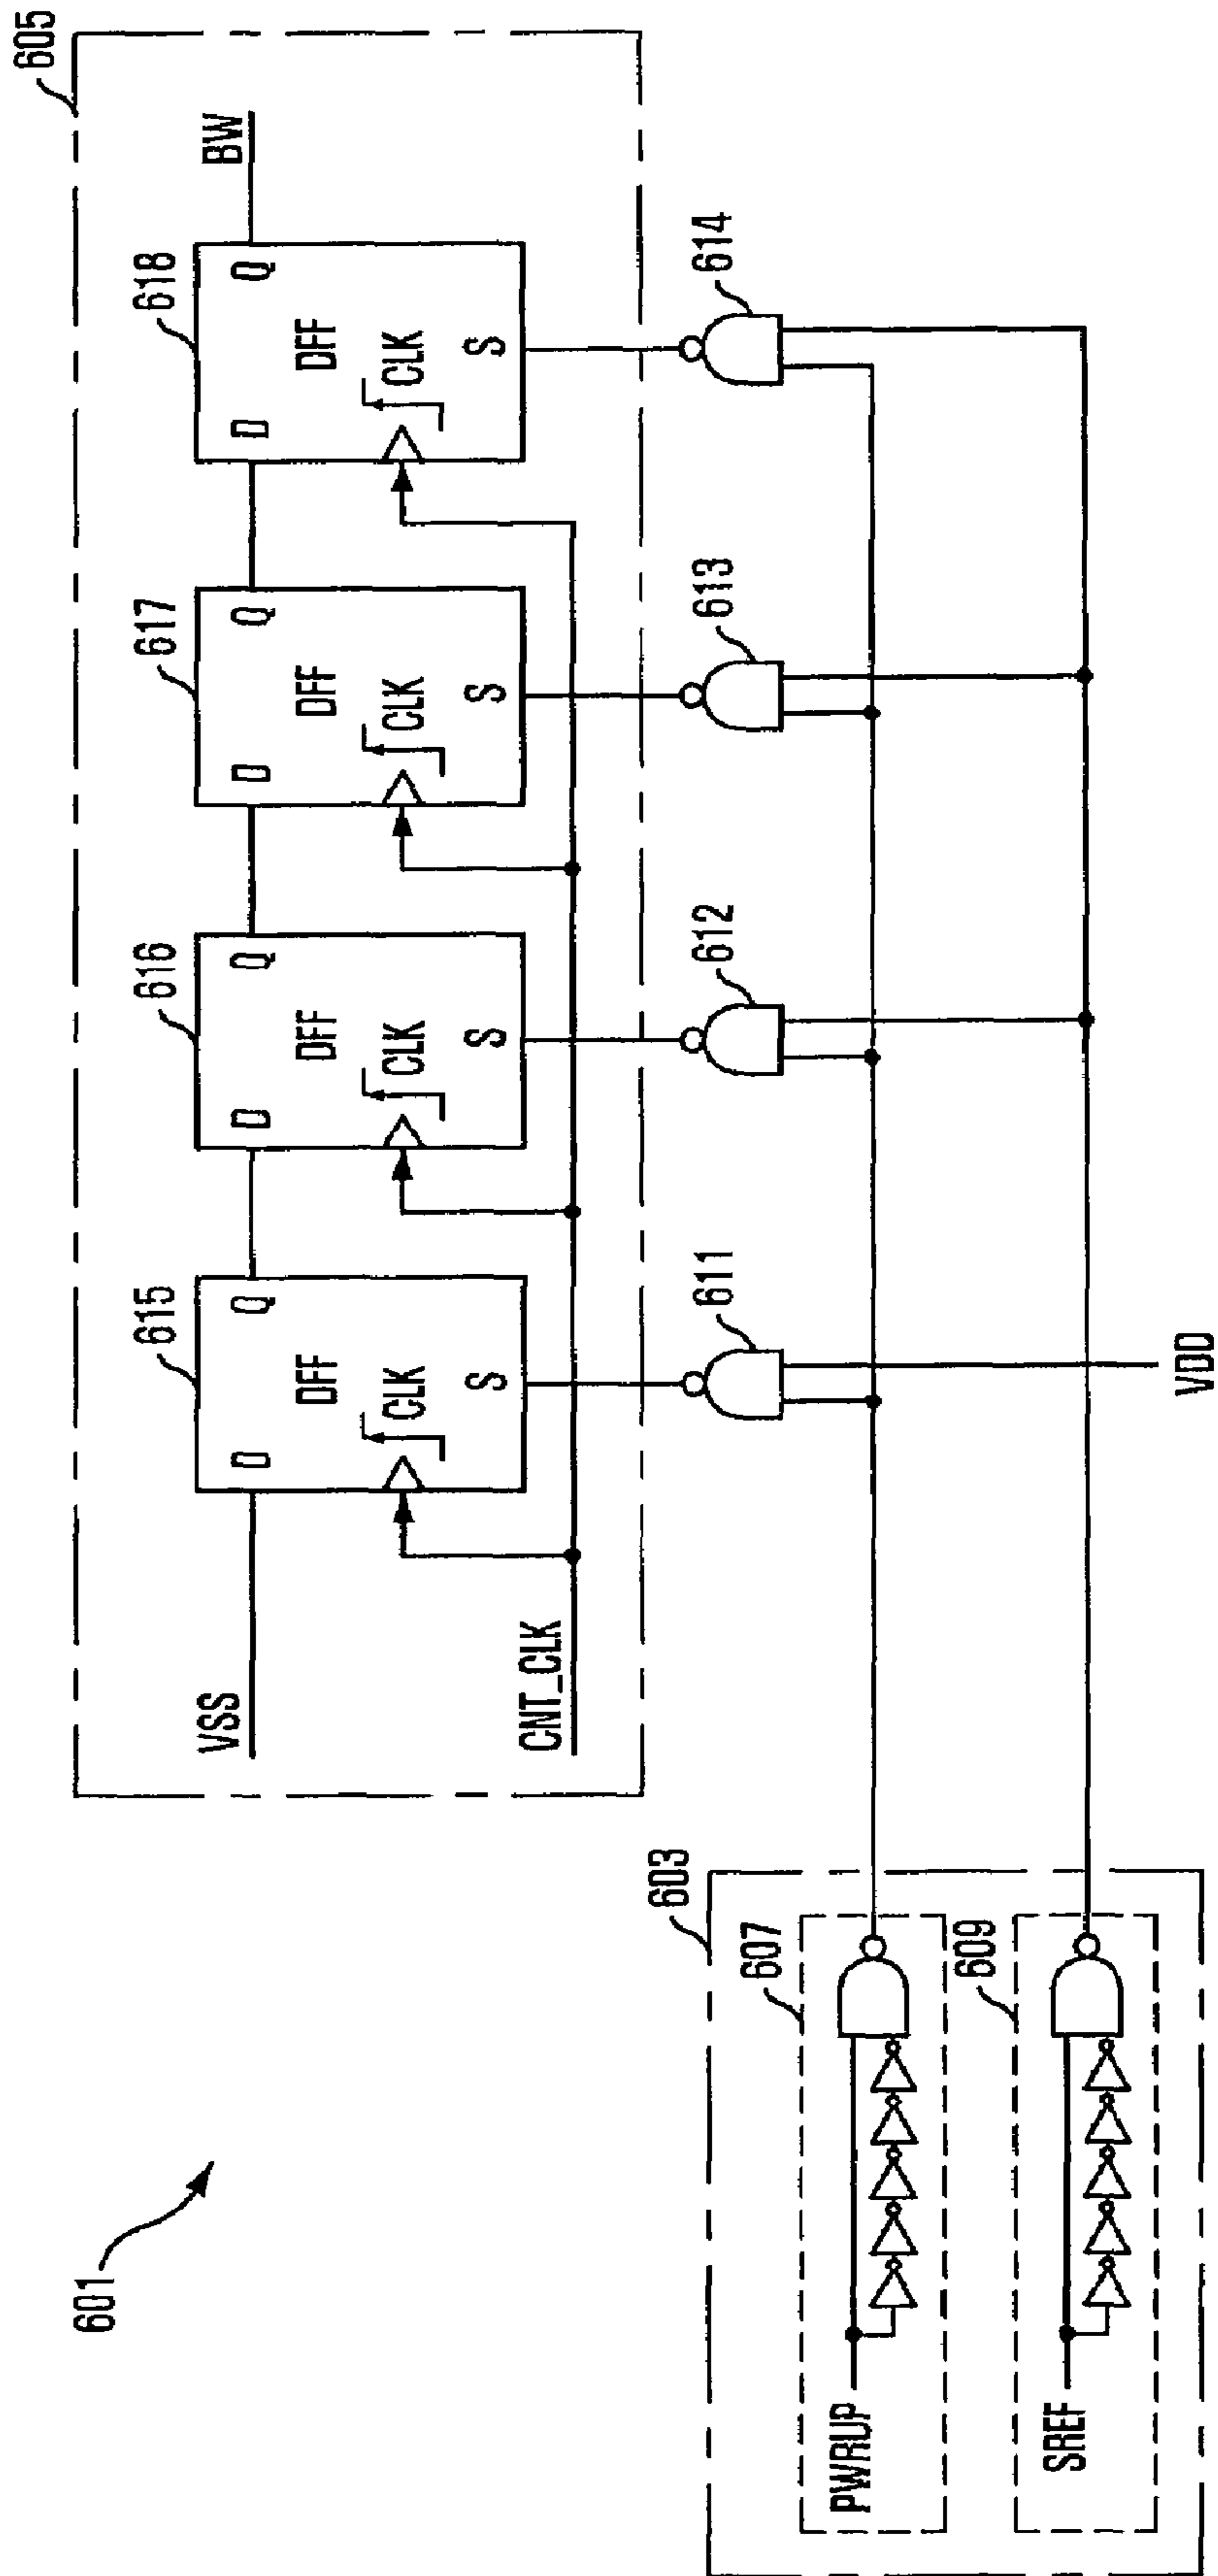 601
605
615
616
617
618
D
Q
D
Q
D
Q
D
Q
VSS
BW
DFF
DFF
DFF
DFF
CLK
CLK
CLK
CLK
S
S
S
S
CNT_CLK
611
612
613
614
603
607
PWRUP
609
SREF
VDD